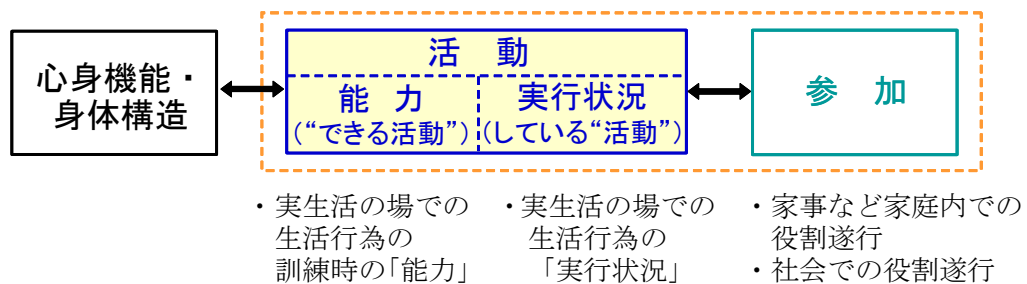 心身機能・
身体構造
活 動
能 力
(“できる活動”)
実行状況
(している“活動”)
参 加
・実生活の場での
生活行為の
訓練時の「能力」
・実生活の場での
生活行為の
「実行状況」
・家事など家庭内での
役割遂行
・社会での役割遂行